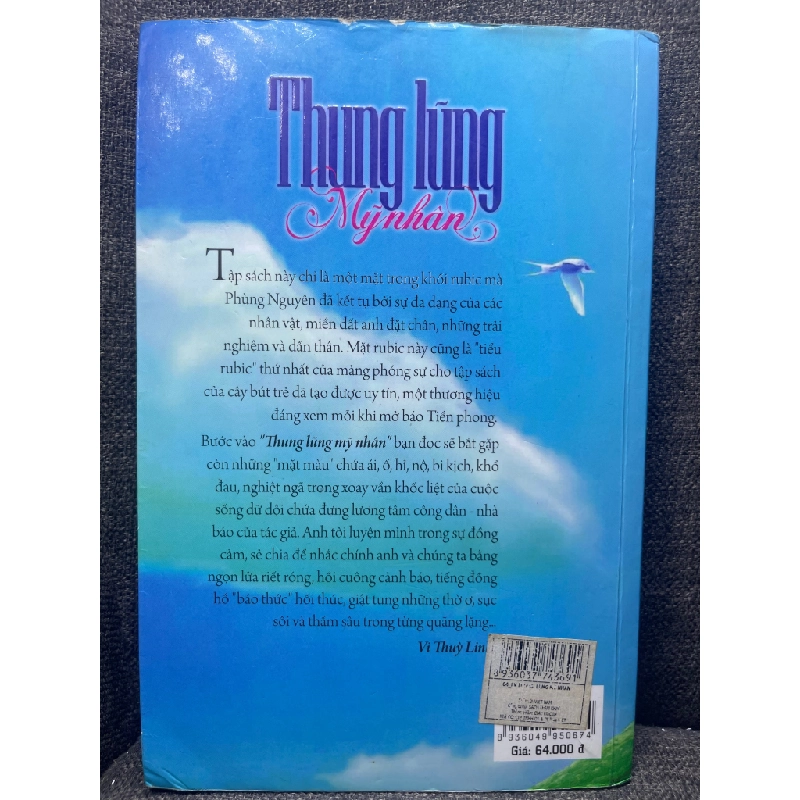 Thung lũng
Mỹ nhân
Tập sách này chỉ là một mặt trong khối rubic mà
Phùng Nguyên đã kết tụ bởi sự đa dạng của các
nhân vật, miền đất anh đặt chân, những trải
nghiệm và dấn thân. Mặt rubic này cũng là "tiểu
rubic" thứ nhất của mảng phóng sự cho tập sách
của cây bút trẻ đã tạo được uy tín, một thương hiệu
đáng xem mỗi khi mở báo Tiền phong.
Bước vào "Thung lũng mỹ nhân" bạn đọc sẽ bắt gặp
còn những "mặt màu" chứa ái, ố, hỉ, nộ, bi kịch, khổ
đau, nghiệt ngã trong xoay vần khốc liệt của cuộc
sống dữ dội chứa đựng lương tâm công dân - nhà
báo của tác giả. Anh tôi luyện mình trong sự đồng
cảm, sẻ chia để nhắc chính anh và chúng ta bằng
ngọn lửa riết róng, hồi chuông cảnh báo, tiếng đồng
hồ "báo thức" hối thúc, giật tung những thờ ơ, sục
sôi và thẳm sâu trong từng quãng lặng...
Vi Thuỳ Lin
8936037743691
8936049950674
Giá: 64.000 đ